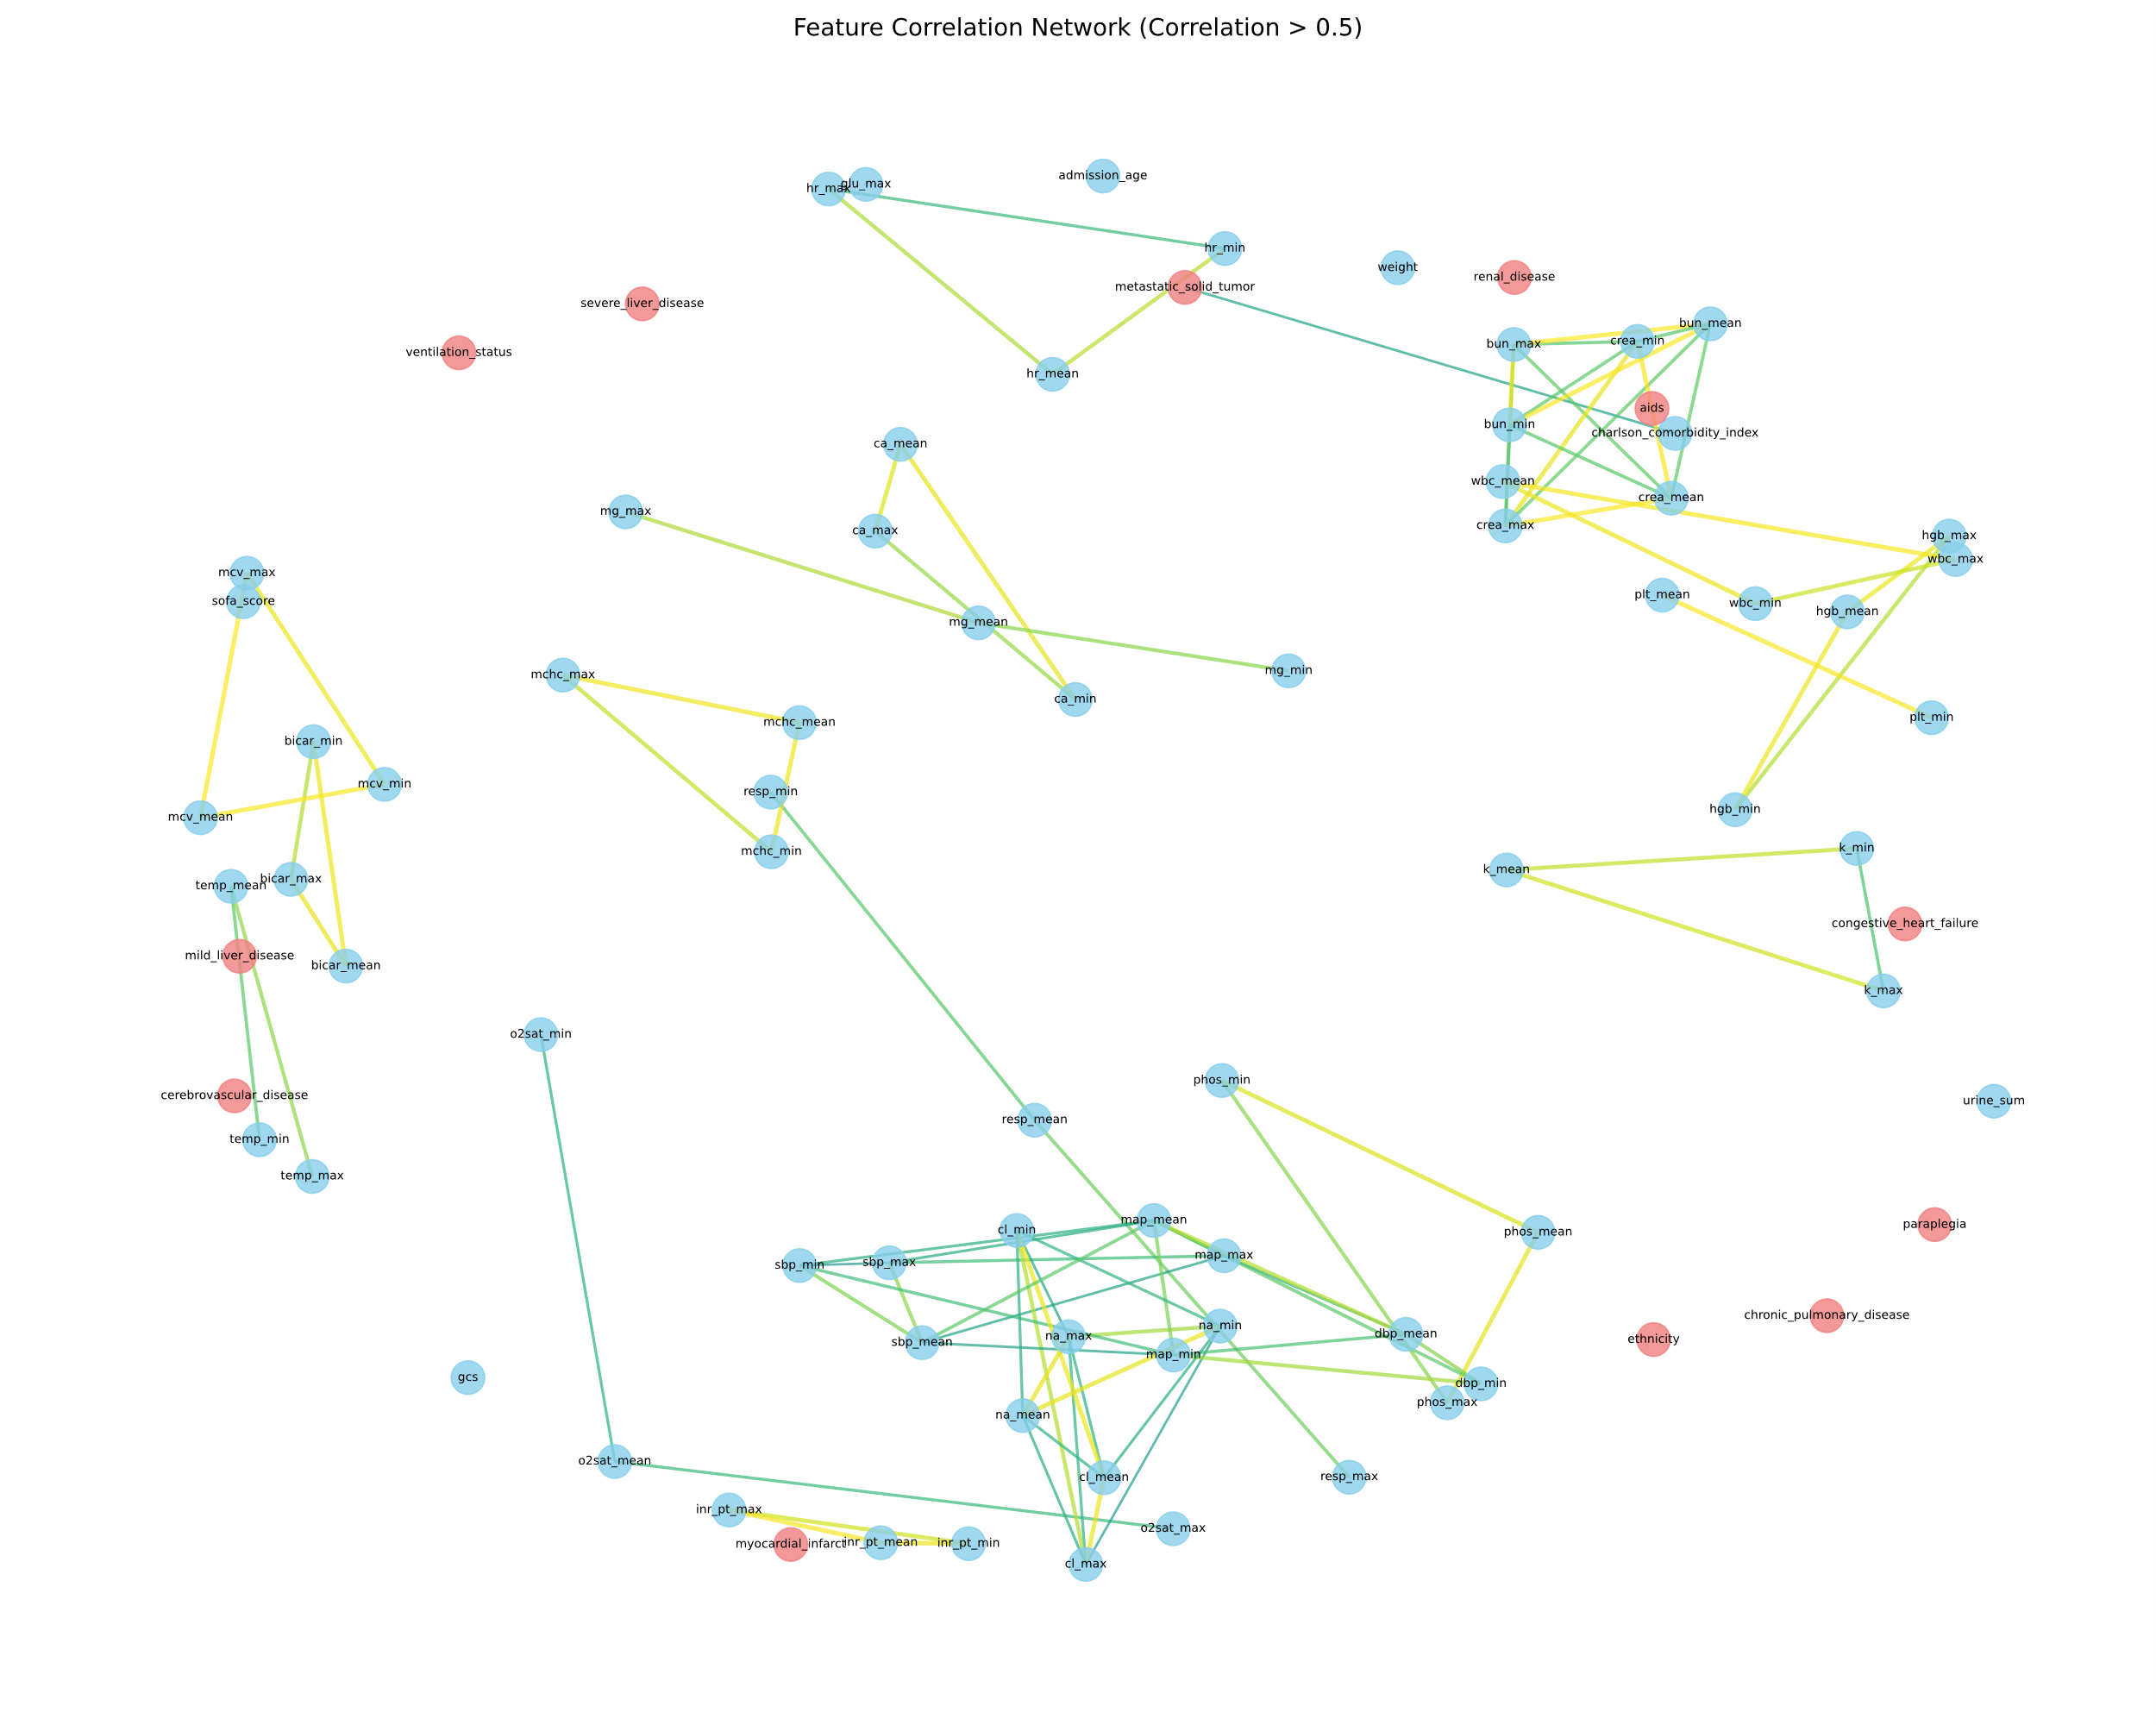 Feature Correlation Network (Correlation > 0.5)
admission_age
glu_max
hr_max
hr_min
weight
renal_disease
metastatic_solid_tumor
severe_liver_disease
bun_mean
crea_min
bun_max
ventilation_status
hr_mean
aids
bun_min
charlson_comorbidity_index
ca_mean
wbc_mean
crea_mean
mg_max
crea_max
ca_max
hgb_max
wbc_max
mcv_max
plt_mean
sofa_score
wbc_min
hgb_mean
mg_mean
mg_min
mchc_max
ca_min
plt_min
mchc_mean
bicar_min
mcv_min
resp_min
hgb_min
mcv_mean
k_min
mchc_min
k_mean
bicar_max
temp_mean
congestive_heart_failure
mild_liver_disease
bicar_mean
k_max
o2sat_min
phos_min
cerebrovascular_disease
urine_sum
resp_mean
temp_min
temp_max
map_mean
paraplegia
cl_min
phos_mean
map_max
sbp_max
sbp_min
chronic_pulmonary_disease
na_min
dbp_mean
na_max
ethnicity
sbp_mean
map_min
gcs
dbp_min
phos_max
na_mean
o2sat_mean
cl_mean
resp_max
inr_pt_max
o2sat_max
myocardial_infarct
inr_pt_mean
inr_pt_min
cl_max